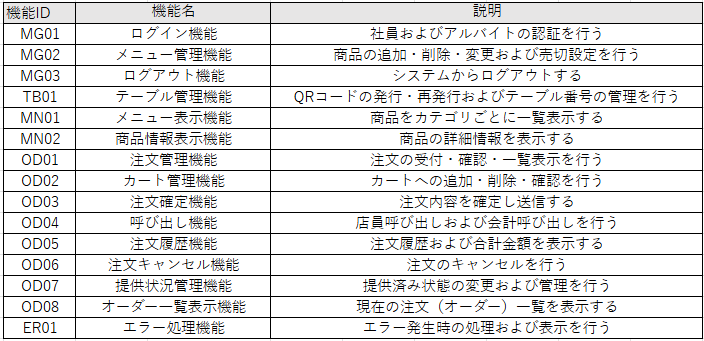 機能ID 機能名 説明
MG01 ログイン機能 社員およびアルバイトの認証を行う
MG02 メニュー管理機能 商品の追加・削除・変更および売切設定を行う
MG03 ログアウト機能 システムからログアウトする
TB01 テーブル管理機能 QRコードの発行・再発行およびテーブル番号の管理を行う
MN01 メニュー表示機能 商品をカテゴリごとに一覧表示する
MN02 商品情報表示機能 商品の詳細情報を表示する
OD01 注文管理機能 注文の受付・確認・一覧表示を行う
OD02 カート管理機能 カートへの追加・削除・確認を行う
OD03 注文確定機能 注文内容を確定し送信する
OD04 呼び出し機能 店員呼び出しおよび会計呼び出しを行う
OD05 注文履歴機能 注文履歴および合計金額を表示する
OD06 注文キャンセル機能 注文のキャンセルを行う
OD07 提供状況管理機能 提供済み状態の変更および管理を行う
OD08 オーダー一覧表示機能 現在の注文（オーダー）一覧を表示する
ER01 エラー処理機能 エラー発生時の処理および表示を行う